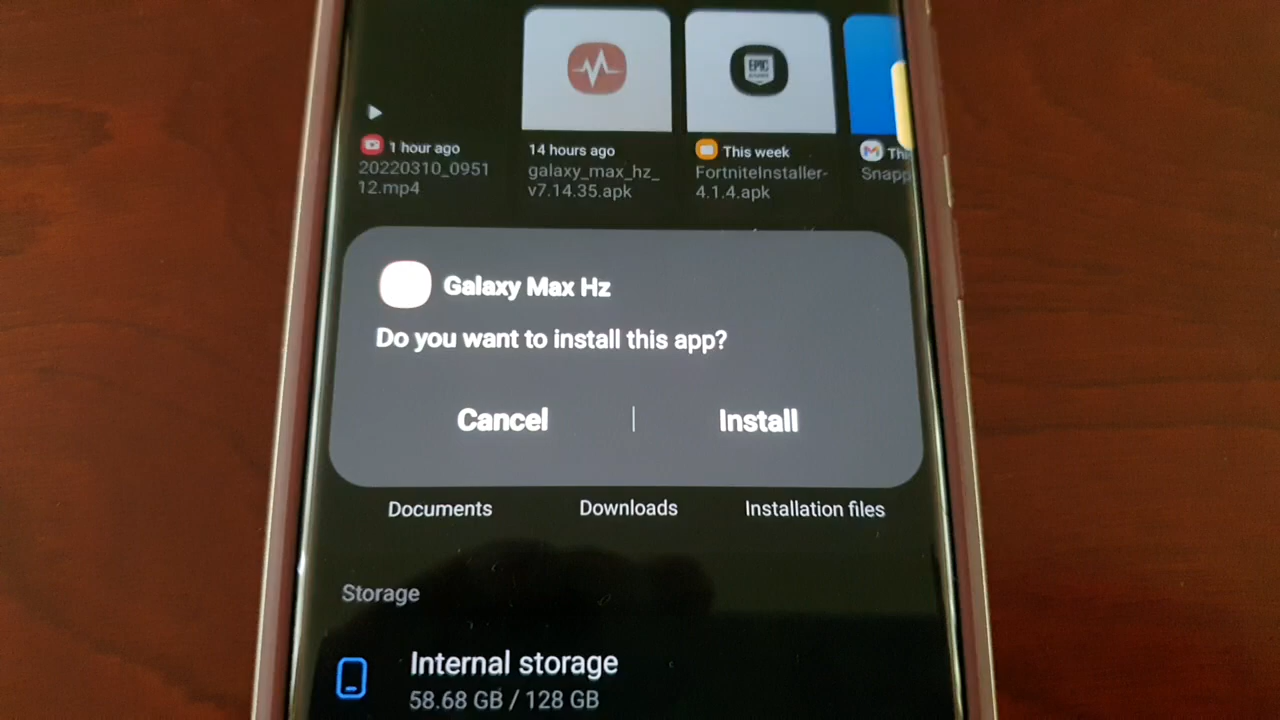 1 hour ago
20220310_0951
12.mp4
14 hours ago
galaxy_max_hz_
v7.14.35.apk
EPIC
This week
FortniteInstaller-
4.1.4.apk
Snapp
Galaxy Max Hz
Do you want to install this app?
Cancel | Install
Documents
Downloads
Installation files
Storage
Internal storage
58.68 GB / 128 GB